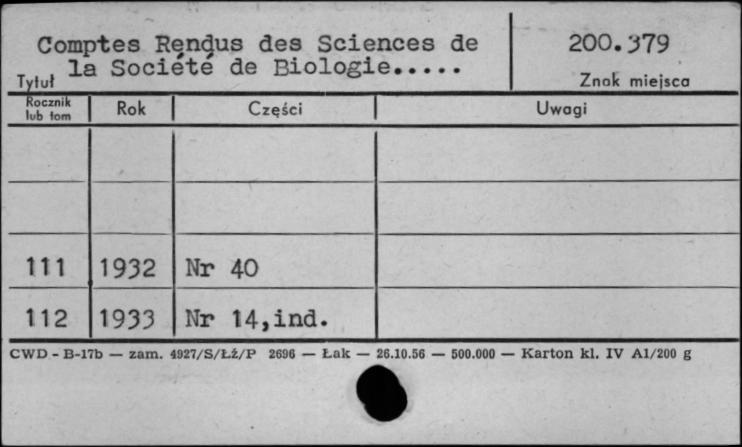 Comptes Rendus des Sciences de
la Société de Biologie.....
Tytuł
200.379
Znak miejsca
Rocznik lub tom | Rok | Części | Uwagi
111 | 1932 | Nr 40
112 | 1933 | Nr 14,ind.
CWD - B-17b — zam. 4927/S/ŁŻ/P 2696 — Łak — 26.10.56 — 500.000 — Karton kl. IV A1/200 g